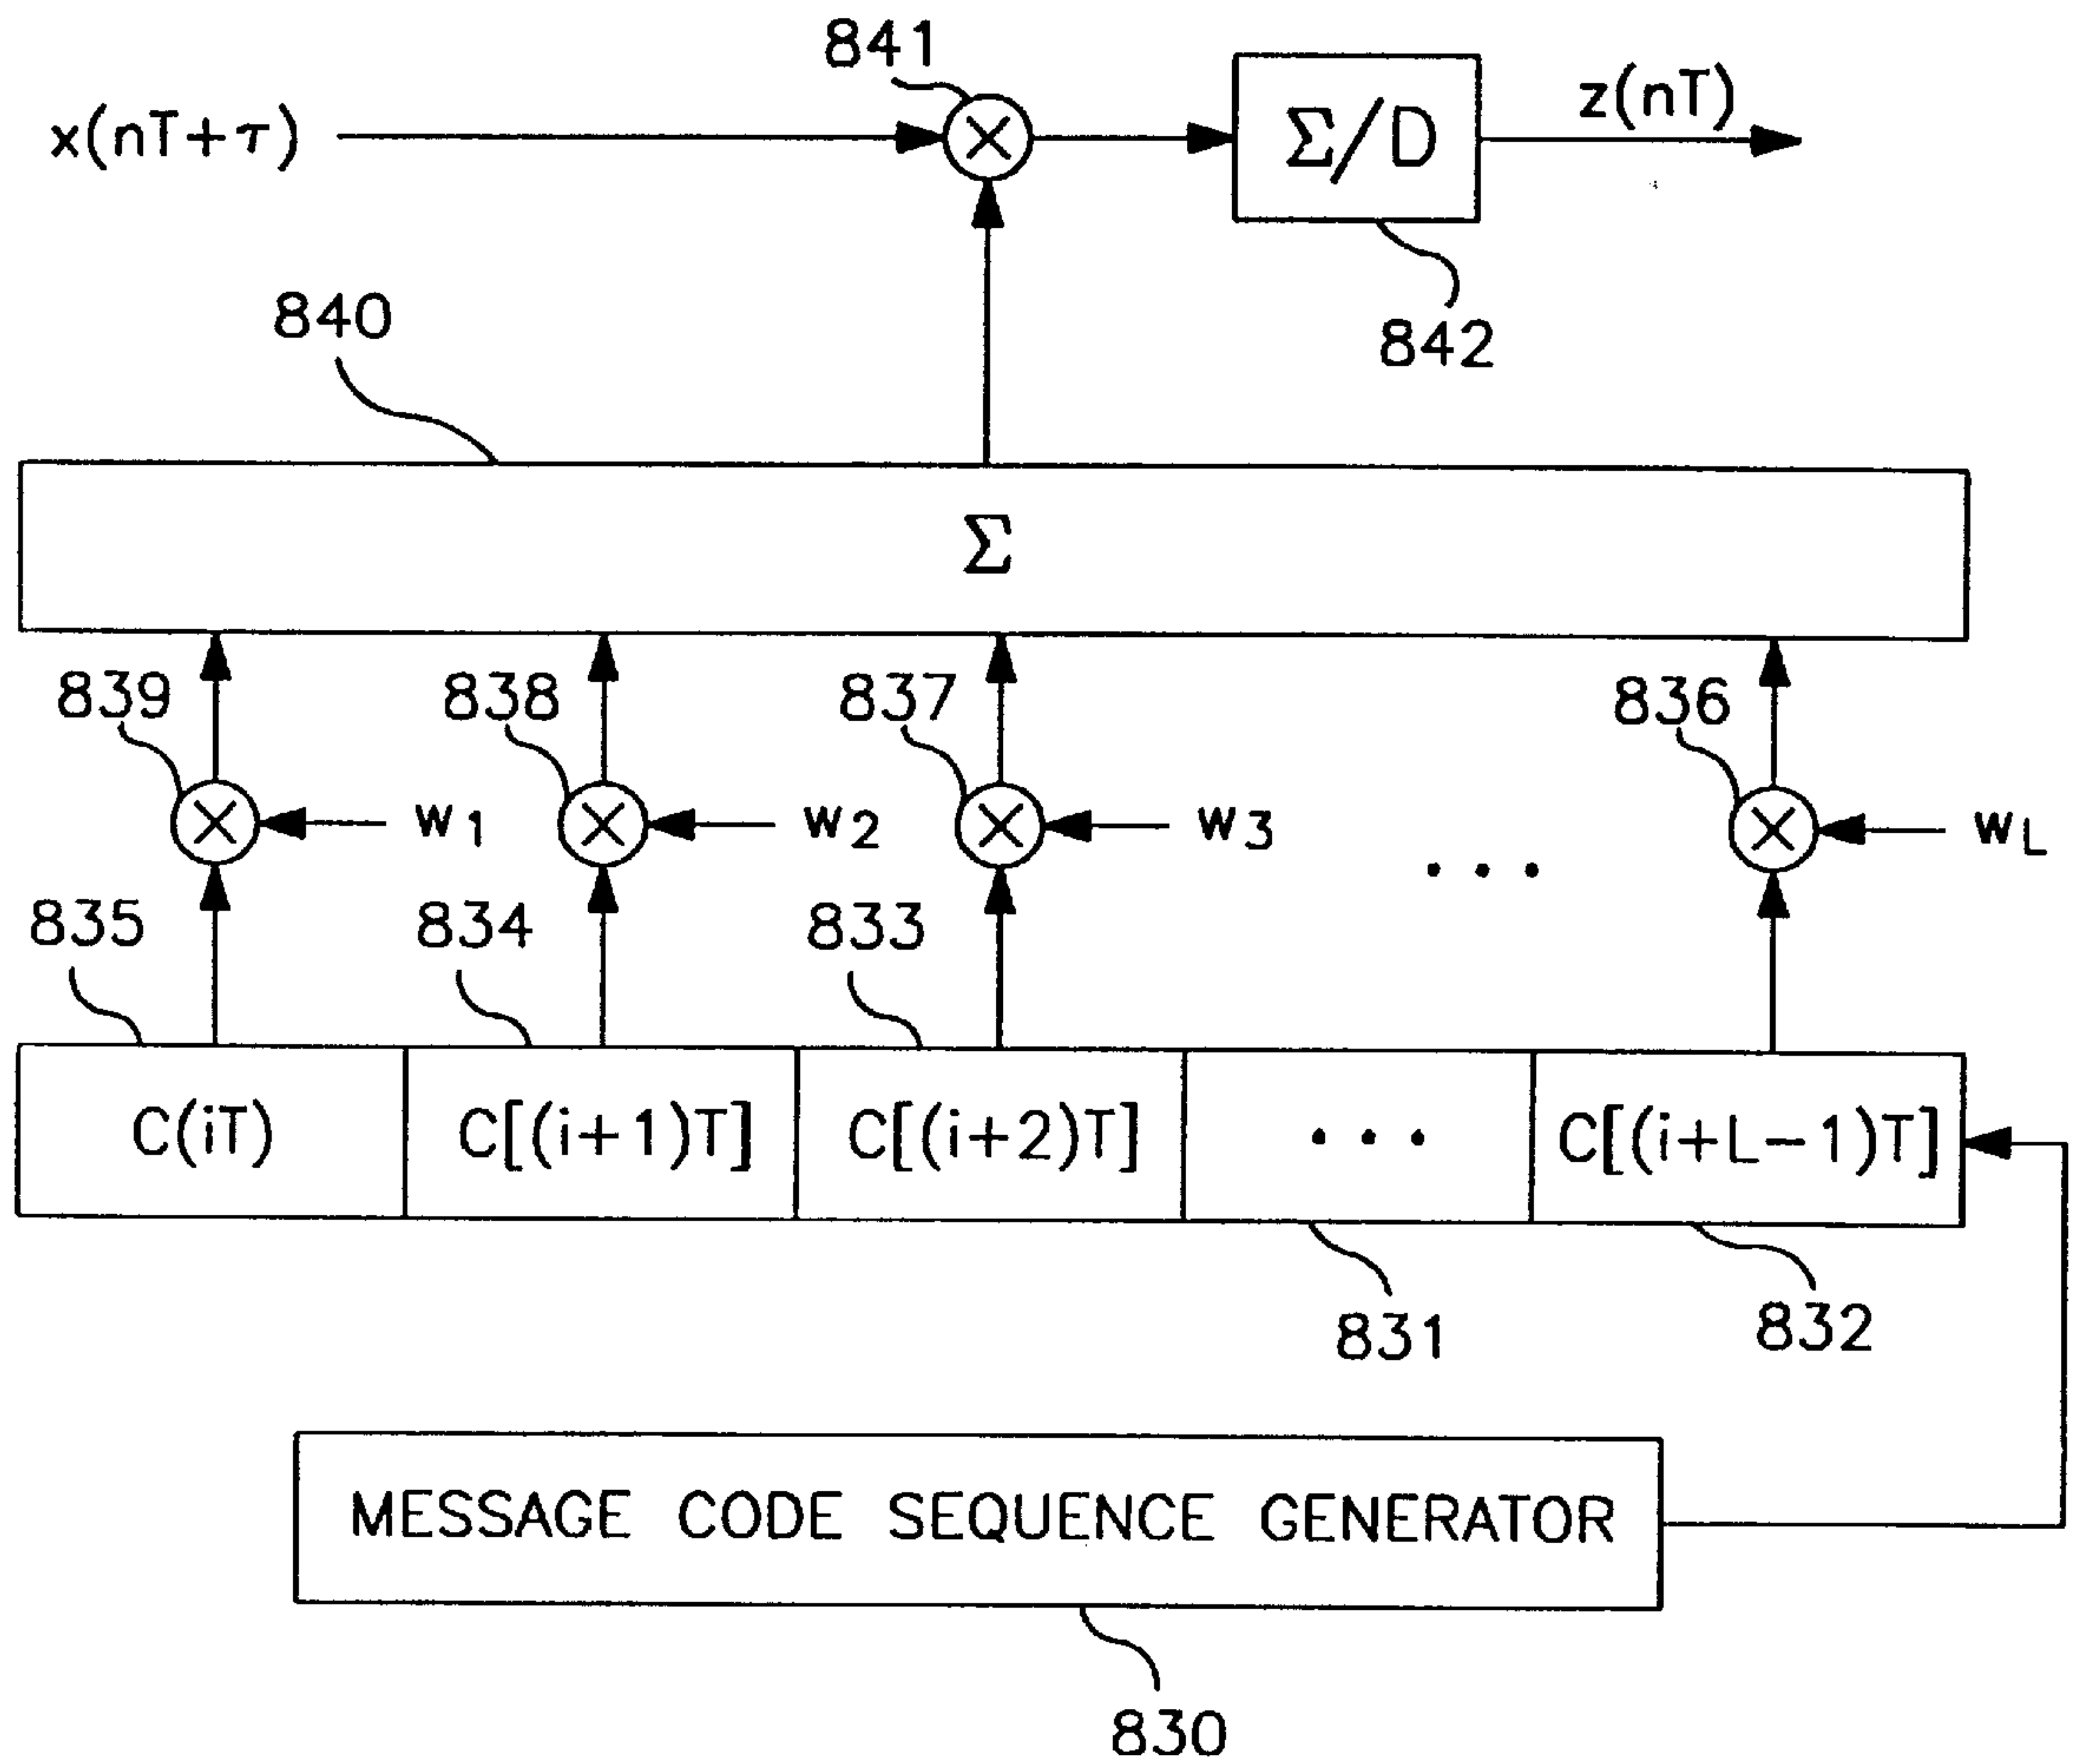 841
x(nT+τ)
Σ/D
z(nT)
842
840
Σ
839
838
837
836
w1
w2
w3
...
wL
835
834
833
C(iT)
C[(i+1)T]
C[(i+2)T]
...
C[(i+L-1)T]
831
832
MESSAGE CODE SEQUENCE GENERATOR
830